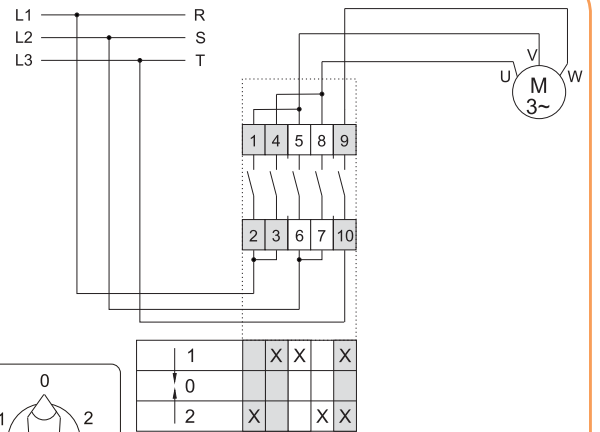 L1 R
L2 S
L3 T
V
U W
M
3~
1 4 5 8 9
2 3 6 7 10
1 X X X
0
2 X X X
0
1 2